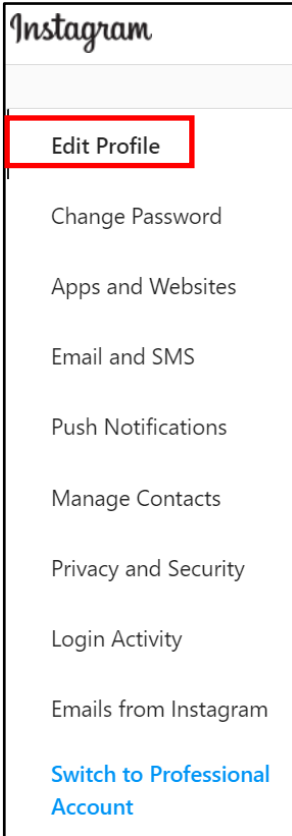 Instagram
Edit Profile
Change Password
Apps and Websites
Email and SMS
Push Notifications
Manage Contacts
Privacy and Security
Login Activity
Emails from Instagram
Switch to Professional
Account